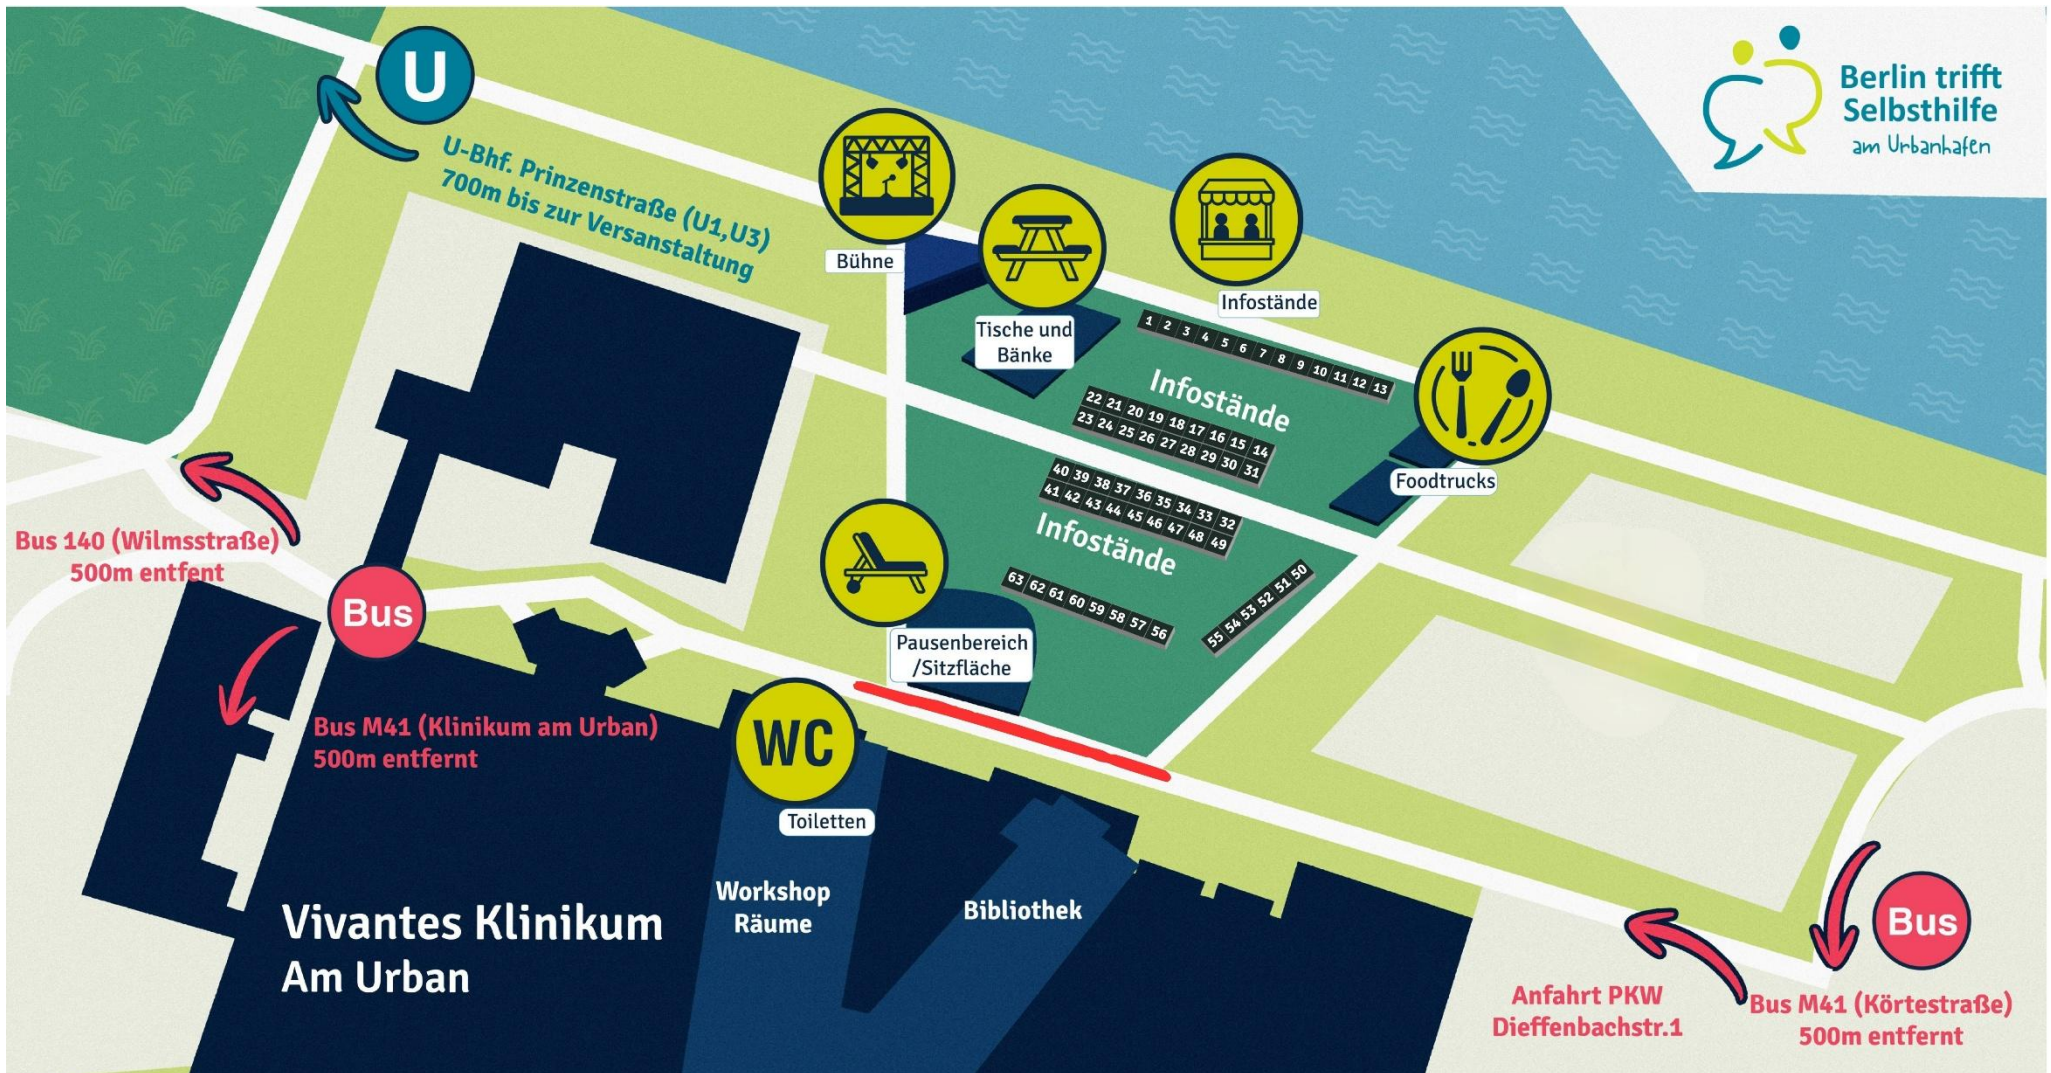 U
U-Bhf. Prinzenstraße (U1,U3)
700m bis zur Versanstaltung
Berlin trifft
Selbsthilfe
am Urbanhafen
Bühne
Tische und
Bänke
Infostände
1 2 3 4 5 6 7 8 9 10 11 12 13
Infostände
22 21 20 19 18 17 16 15 14
23 24 25 26 27 28 29 30 31
Foodtrucks
40 39 38 37 36 35 34 33 32
41 42 43 44 45 46 47 48 49
Infostände
63 62 61 60 59 58 57 56
55 54 53 52 51 50
Pausenbereich
/Sitzfläche
Bus 140 (Wilmsstraße)
500m entfent
Bus
Bus M41 (Klinikum am Urban)
500m entfernt
WC
Toiletten
Workshop
Räume
Bibliothek
Vivantes Klinikum
Am Urban
Bus
Anfahrt PKW
Dieffenbachstr.1
Bus M41 (Körtestraße)
500m entfernt